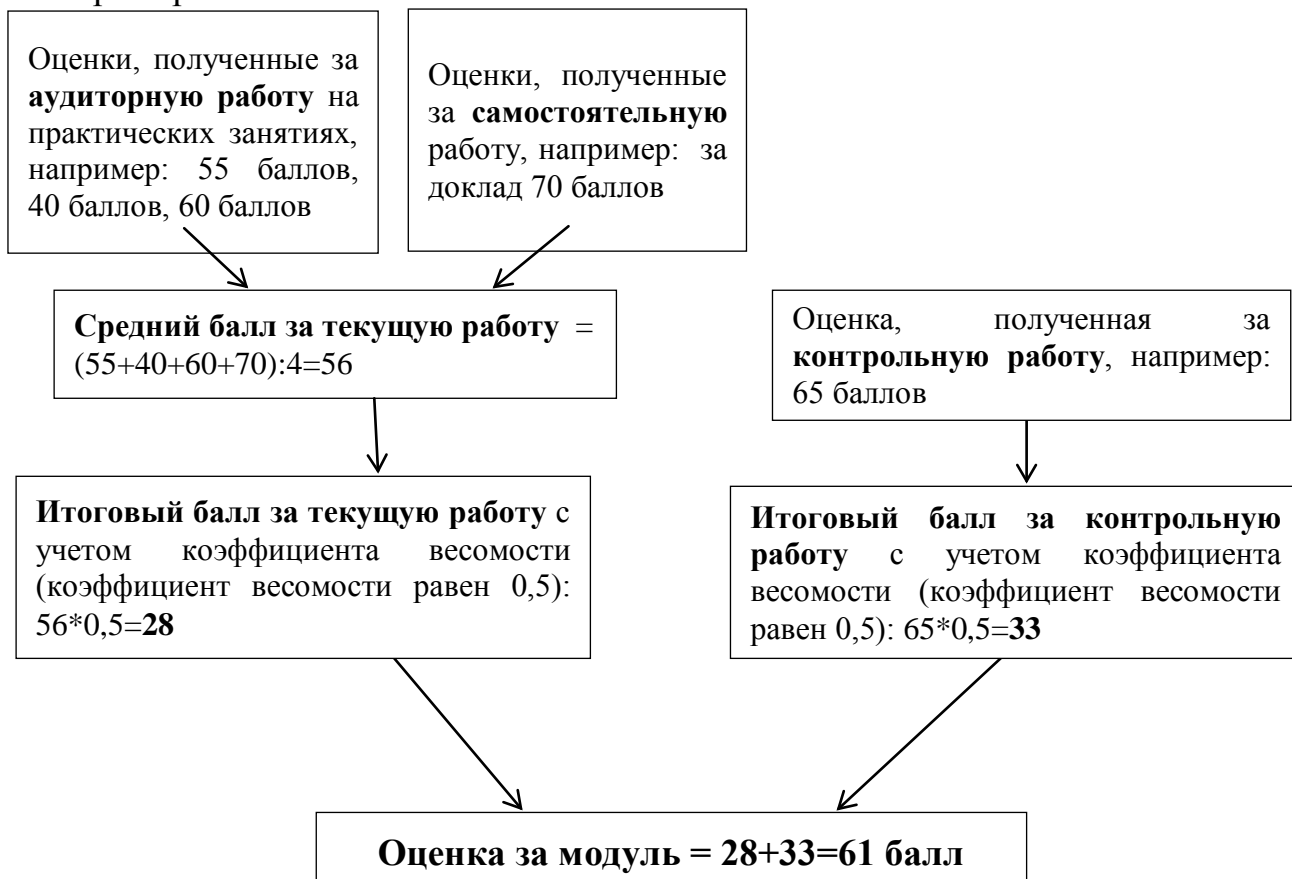 Оценки, полученные за
аудиторную работу на
практических занятиях,
например: 55 баллов,
40 баллов, 60 баллов
Оценки, полученные
за самостоятельную
работу, например: за
доклад 70 баллов
Средний балл за текущую работу =
(55+40+60+70):4=56
Оценка, полученная за
контрольную работу, например:
65 баллов
Итоговый балл за текущую работу с
учетом коэффициента весомости
(коэффициент весомости равен 0,5):
56*0,5=28
Итоговый балл за контрольную
работу с учетом коэффициента
весомости (коэффициент весомости
равен 0,5): 65*0,5=33
Оценка за модуль = 28+33=61 балл